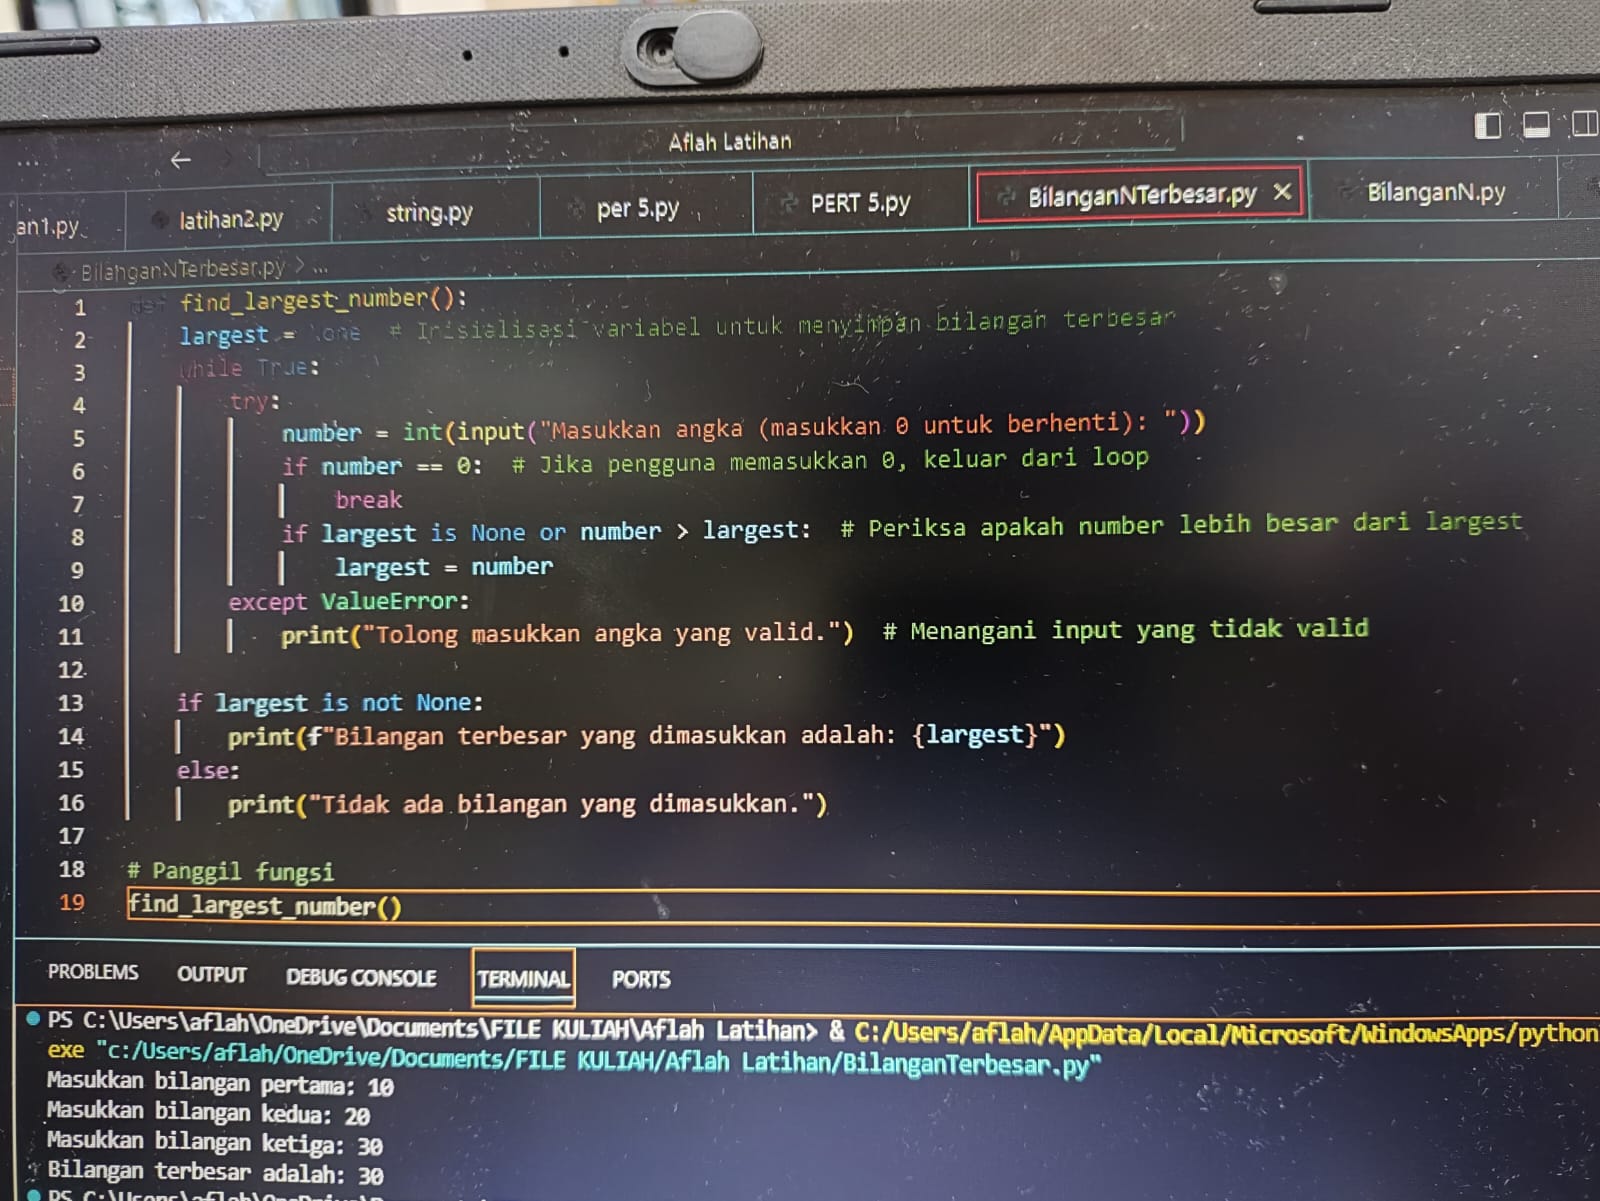 Aflah Latihan
an1.py
latihan2.py
string.py
per 5.py
PERT 5.py
BilanganNTerbesar.py
BilanganN.py
BilanganNTerbesar.py > ...
1 def find_largest_number():
2 largest = None # Inisialisasi variabel untuk menyimpan bilangan terbesar
3 while True:
4 try:
5 number = int(input("Masukkan angka (masukkan 0 untuk berhenti): "))
6 if number == 0: # Jika pengguna memasukkan 0, keluar dari loop
7 break
8 if largest is None or number > largest: # Periksa apakah number lebih besar dari largest
9 largest = number
10 except ValueError:
11 print("Tolong masukkan angka yang valid.") # Menangani input yang tidak valid
12
13 if largest is not None:
14 print(f"Bilangan terbesar yang dimasukkan adalah: {largest}")
15 else:
16 print("Tidak ada bilangan yang dimasukkan.")
17
18 # Panggil fungsi
19 find_largest_number()
PROBLEMS OUTPUT DEBUG CONSOLE TERMINAL PORTS
PS C:\Users\aflah\OneDrive\Documents\FILE KULIAH\Aflah Latihan> & C:/Users/aflah/AppData/Local/Microsoft/WindowsApps/python
exe "c:/Users/aflah/OneDrive/Documents/FILE KULIAH/Aflah Latihan/BilanganTerbesar.py"
Masukkan bilangan pertama: 10
Masukkan bilangan kedua: 20
Masukkan bilangan ketiga: 30
Bilangan terbesar adalah: 30